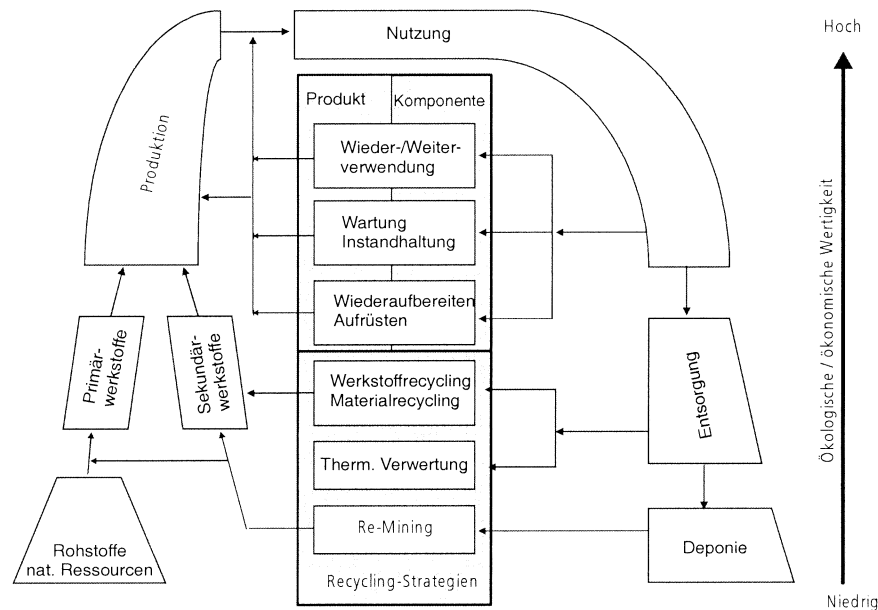 Hoch
Nutzung
Produktion
Produkt
Komponente
Wieder-/Weiter-
verwendung
Wartung
Instandhaltung
Wiederaufbereiten
Aufrüsten
Ökologische / ökonomische Wertigkeit
Primär-
werkstoffe
Sekundär-
werkstoffe
Werkstoffrecycling
Materialrecycling
Entsorgung
Therm. Verwertung
Re-Mining
Rohstoffe
nat. Ressourcen
Deponie
Recycling-Strategien
Niedrig